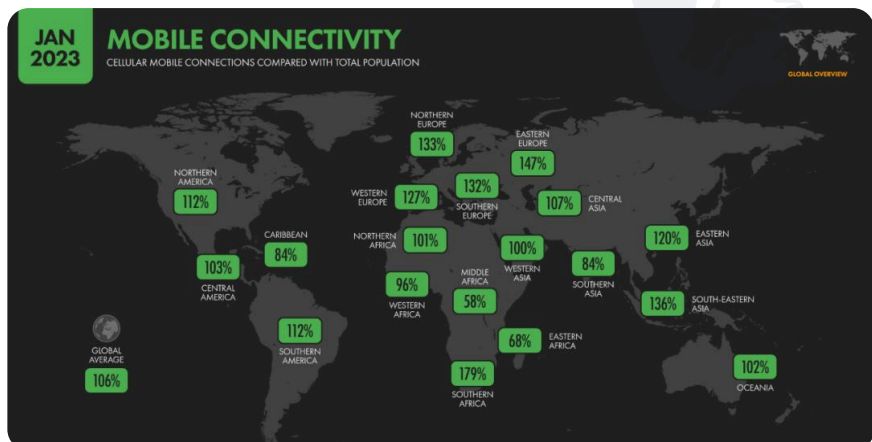 JAN
2023
MOBILE CONNECTIVITY
CELLULAR MOBILE CONNECTIONS COMPARED WITH TOTAL POPULATION
GLOBAL OVERVIEW
NORTHERN
EUROPE
133%
EASTERN
EUROPE
147%
NORTHERN
AMERICA
112%
WESTERN
EUROPE
127%
132%
SOUTHERN
EUROPE
107%
CENTRAL
ASIA
CARIBBEAN
84%
NORTHERN
AFRICA
101%
100%
WESTERN
ASIA
120%
EASTERN
ASIA
103%
CENTRAL
AMERICA
96%
WESTERN
AFRICA
MIDDLE
AFRICA
58%
84%
SOUTHERN
ASIA
136%
SOUTH-EASTERN
ASIA
112%
SOUTHERN
AMERICA
68%
EASTERN
AFRICA
GLOBAL
AVERAGE
106%
179%
SOUTHERN
AFRICA
102%
OCEANIA